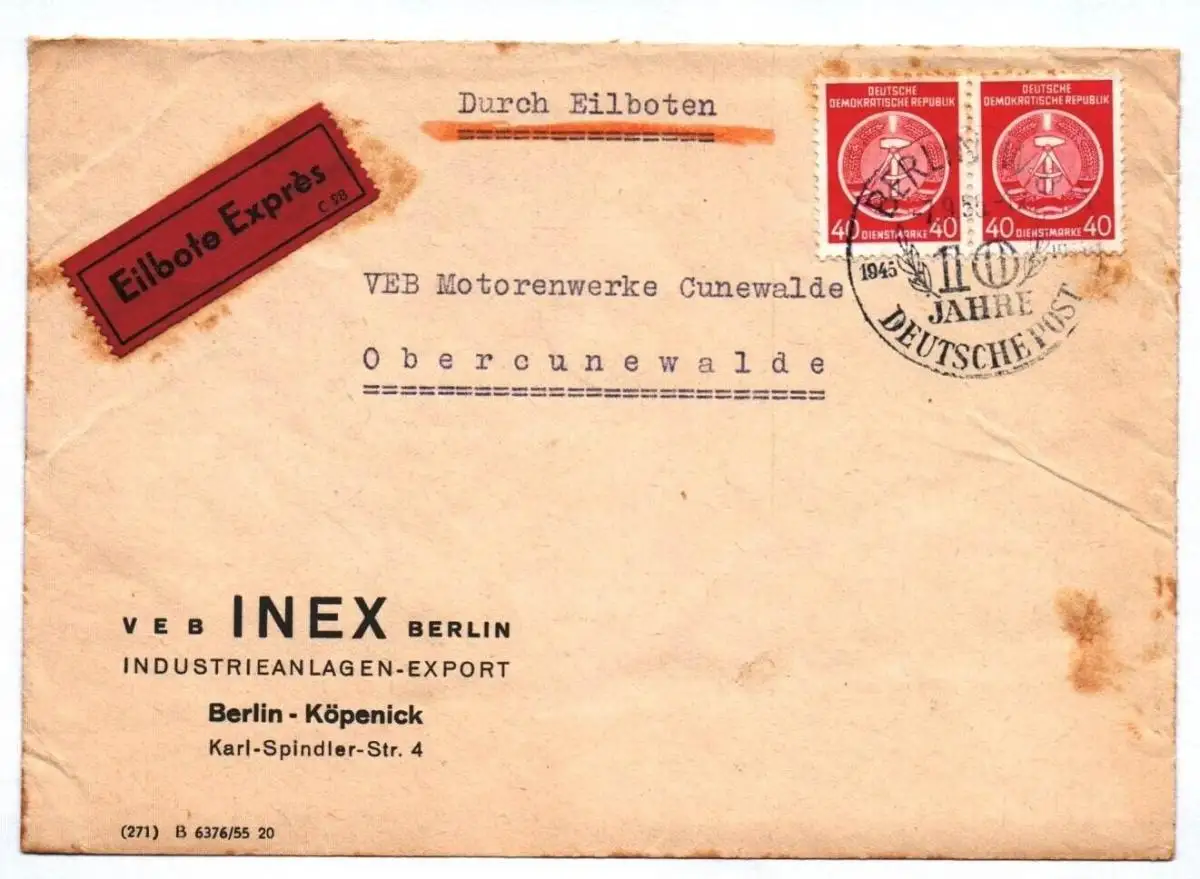 Durch Eilboten
DEUTSCHE
DEMOKRATISCHE REPUBLIK
40 DIENSTMARKE 40
DEUTSCHE
DEMOKRATISCHE REPUBLIK
40 DIENSTMARKE 40
Eilbote Exprès
C 28
BERLIN
1945
10
JAHRE
DEUTSCHE POST
VEB Motorenwerke Cunewalde
Obercunewalde
VEB INEX BERLIN
INDUSTRIEANLAGEN-EXPORT
Berlin - Köpenick
Karl-Spindler-Str. 4
(271) B 6376/55 20